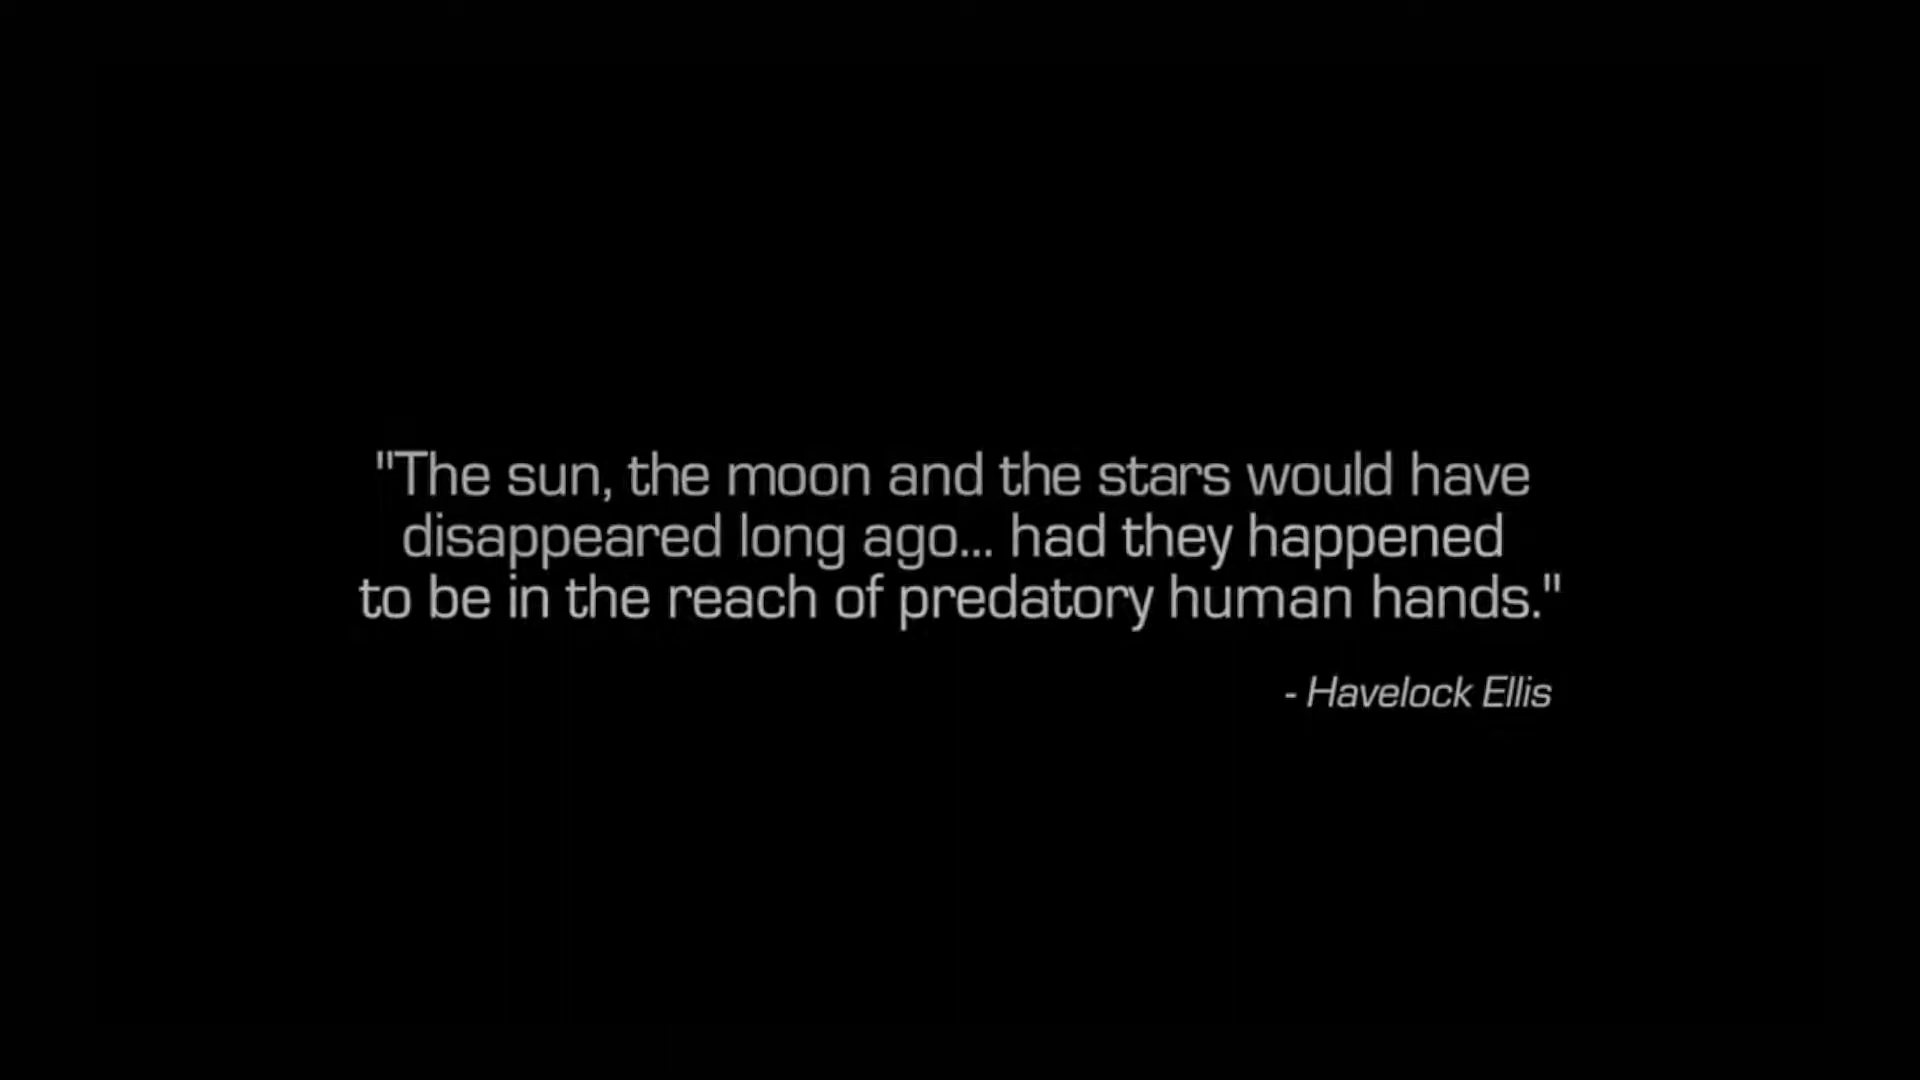 "The sun, the moon and the stars would have
disappeared long ago... had they happened
to be in the reach of predatory human hands."
- Havelock Ellis